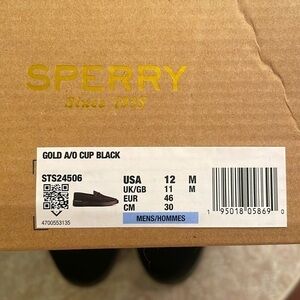 SPERRY
Since 1935
GOLD A/O CUP BLACK
STS24506
USA 12 M
UK/GB 11 M
EUR 46
CM 30
MENS/HOMMES
4700553135
1 95018 05869 0